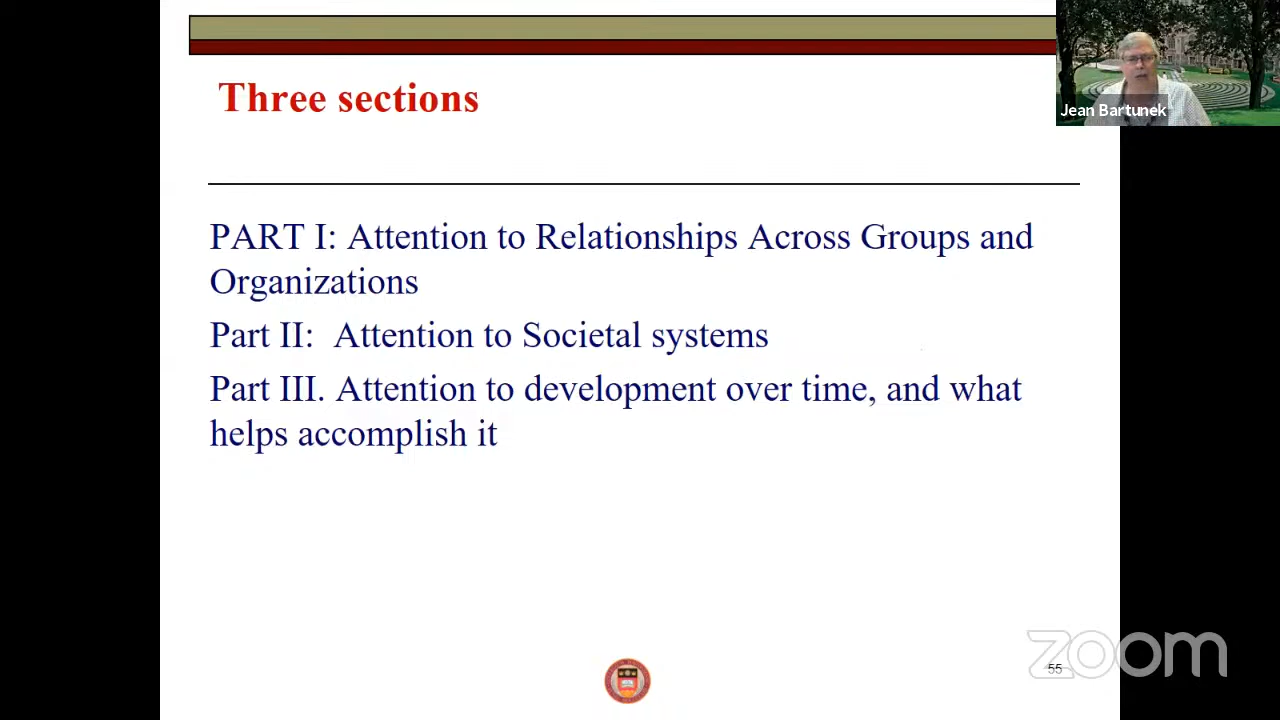 Three sections
Jean Bartunek
PART I: Attention to Relationships Across Groups and
Organizations
Part II:  Attention to Societal systems
Part III. Attention to development over time, and what
helps accomplish it
zoom
55